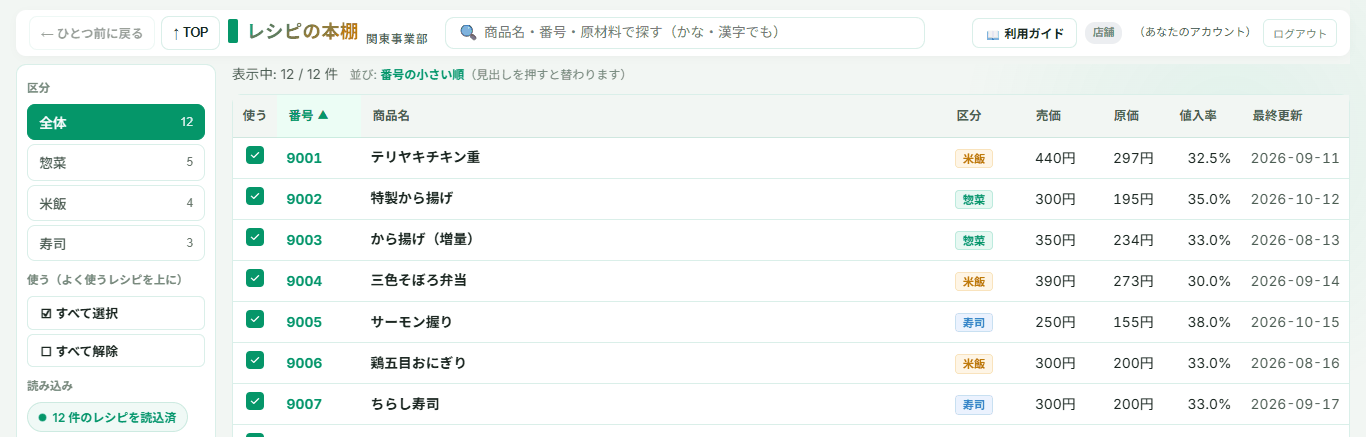 ← ひとつ前に戻る ↑ TOP レシピの本棚 関東事業部 🔍 商品名・番号・原材料で探す（かな・漢字でも） 📖 利用ガイド 店舗 （あなたのアカウント） ログアウト
区分
全体 12
惣菜 5
米飯 4
寿司 3
使う（よく使うレシピを上に）
☑ すべて選択
☐ すべて解除
読み込み
● 12 件のレシピを読込済
表示中: 12 / 12 件 並び: 番号の小さい順（見出しを押すと替わります）
使う 番号 ▲ 商品名 区分 売価 原価 値入率 最終更新
9001 テリヤキチキン重 米飯 440円 297円 32.5% 2026-09-11
9002 特製から揚げ 惣菜 300円 195円 35.0% 2026-10-12
9003 から揚げ（増量） 惣菜 350円 234円 33.0% 2026-08-13
9004 三色そぼろ弁当 米飯 390円 273円 30.0% 2026-09-14
9005 サーモン握り 寿司 250円 155円 38.0% 2026-10-15
9006 鶏五目おにぎり 米飯 300円 200円 33.0% 2026-08-16
9007 ちらし寿司 寿司 300円 200円 33.0% 2026-09-17